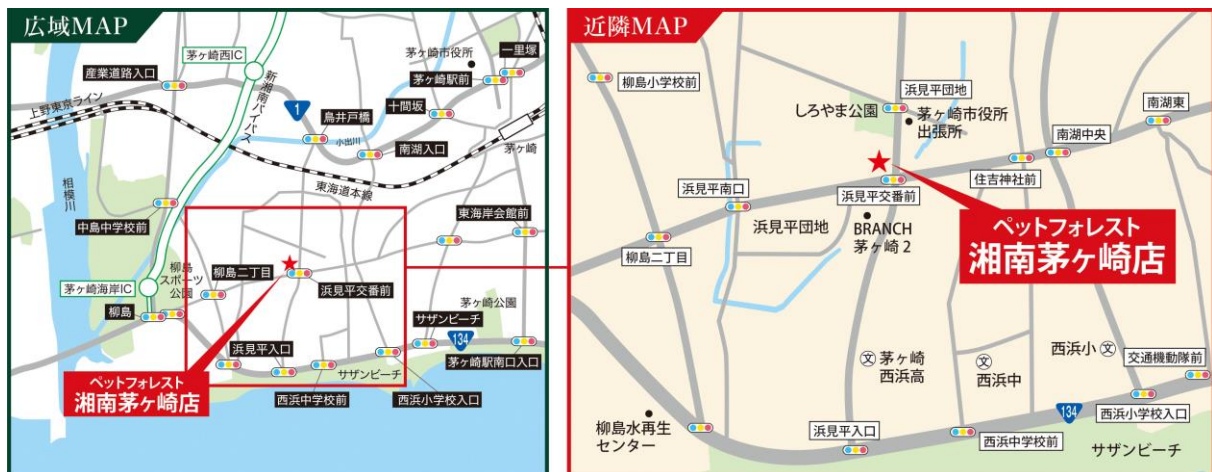 広域MAP
茅ヶ崎西IC
産業道路入口
上野東京ライン
新湘南バイパス
1
鳥井戸橋
小出川
茅ヶ崎市役所
一里塚
茅ヶ崎駅前
十間坂
南湖入口
茅ヶ崎
東海道本線
相模川
中島中学校前
東海岸会館前
柳島
スポーツ
公園
柳島二丁目
茅ヶ崎海岸IC
浜見平交番前
柳島
茅ヶ崎公園
サザンビーチ
134
浜見平入口
茅ヶ崎駅南口入口
サザンビーチ
ペットフォレスト
湘南茅ヶ崎店
西浜中学校前
西浜小学校入口
近隣MAP
柳島小学校前
浜見平団地
しろやま公園
茅ヶ崎市役所
出張所
南湖東
南湖中央
住吉神社前
浜見平南口
浜見平交番前
浜見平団地
BRANCH
茅ヶ崎 2
柳島二丁目
ペットフォレスト
湘南茅ヶ崎店
文
茅ヶ崎
西浜高
文
西浜中
西浜小
文
交通機動隊前
134
西浜小学校入口
柳島水再生
センター
浜見平入口
西浜中学校前
サザンビーチ